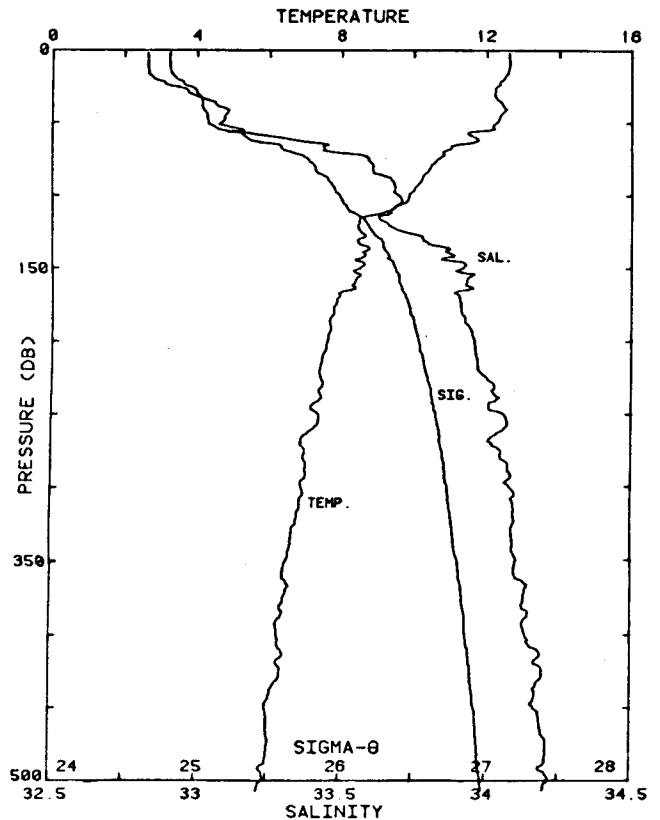 TEMPERATURE
0 4 8 12 16
0
150
SAL.
SIG.
PRESSURE (DB)
TEMP.
350
SIGMA-θ
24 25 26 27 28
500
32.5 33 33.5 34 34.5
SALINITY